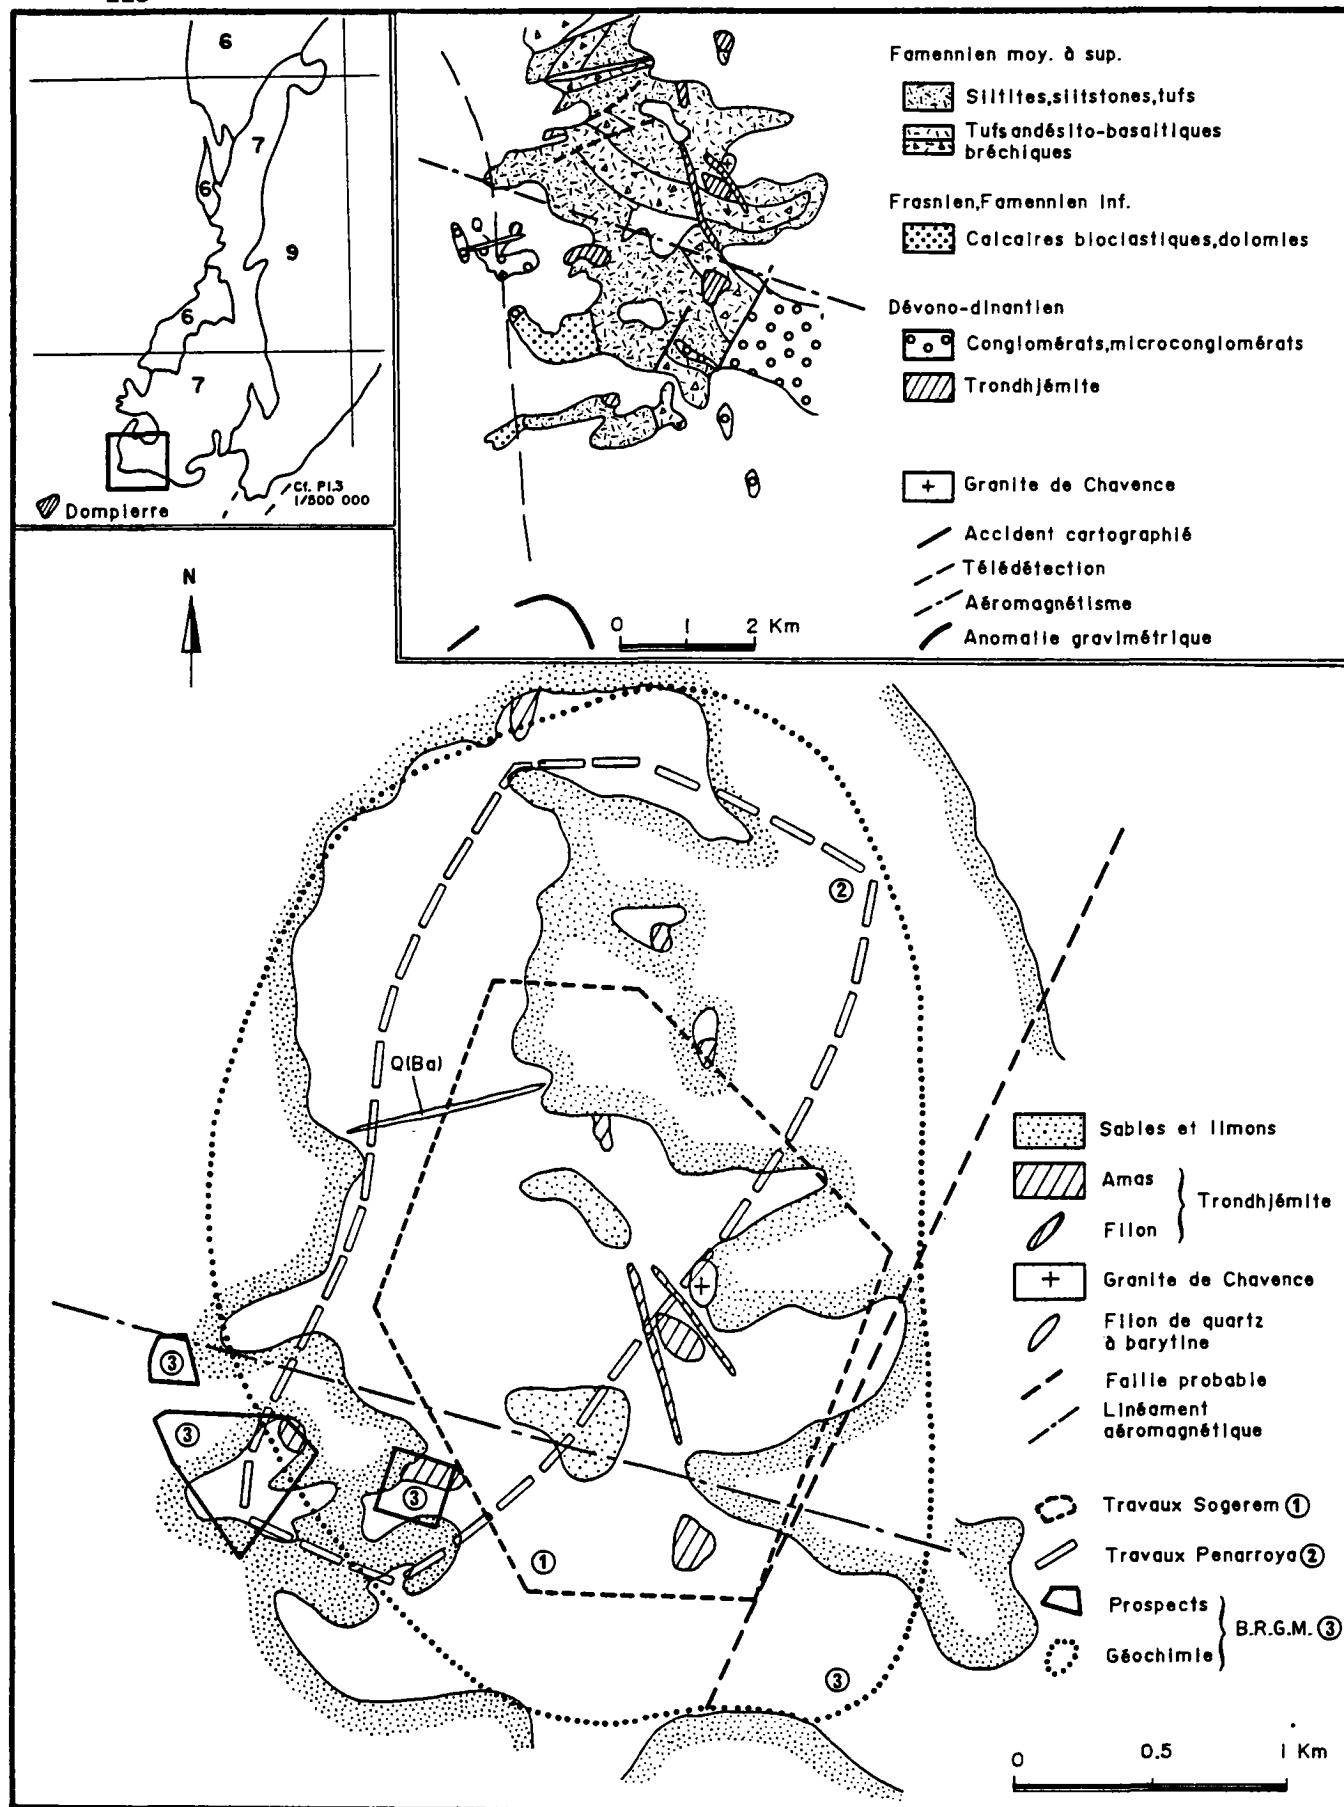 6
7
6
9
6
7
Cf. Pl.3
1/500 000
Dompierre
Famennien moy. à sup.
Siltites,siltstones,tufs
Tufs andésito-basaltiques
bréchiques
Frasnien,Famennien inf.
Calcaires bioclastiques,dolomies
Dévono-dinantien
Conglomérats,microconglomérats
Trondhjémite
+ Granite de Chavence
Accident cartographié
Télédétection
Aéromagnétisme
Anomalie gravimétrique
Q
0 1 2 Km
N
2
Q(Ba)
+
3
3
3
1
3
Sables et limons
Amas
Trondhjémite
Filon
+ Granite de Chavence
Filon de quartz
à barytine
Faille probable
Linéament
aéromagnétique
Travaux Sogerem 1
Travaux Penarroya 2
Prospects
B.R.G.M. 3
Géochimie
0 0.5 1 Km